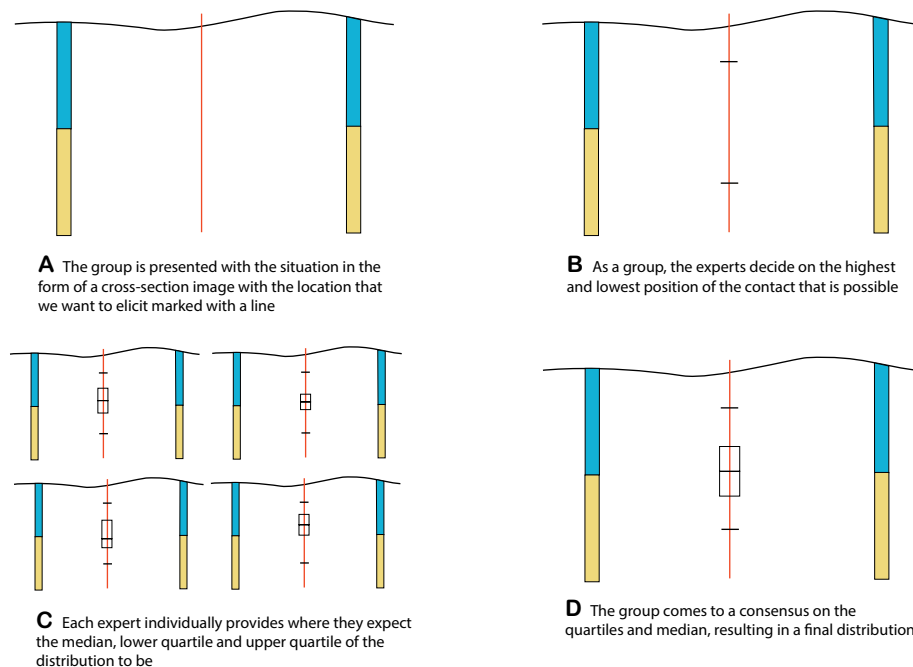 A The group is presented with the situation in the
form of a cross-section image with the location that
we want to elicit marked with a line
B As a group, the experts decide on the highest
and lowest position of the contact that is possible
C Each expert individually provides where they expect
the median, lower quartile and upper quartile of the
distribution to be
D The group comes to a consensus on the
quartiles and median, resulting in a final distribution